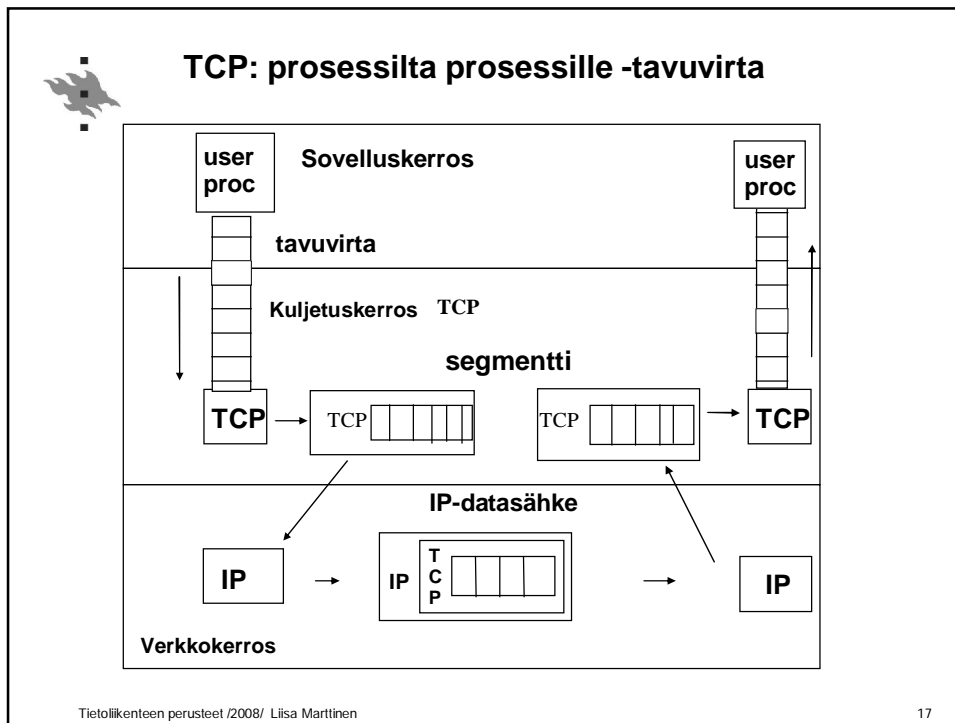 TCP: prosessilta prosessille -tavuvirta
user
proc
Sovelluskerros
user
proc
tavuvirta
Kuljetuskerros TCP
segmentti
TCP
TCP
TCP
TCP
IP-datasähke
IP
IP
T
C
P
IP
Verkkokerros
Tietoliikenteen perusteet /2008/ Liisa Marttinen
17